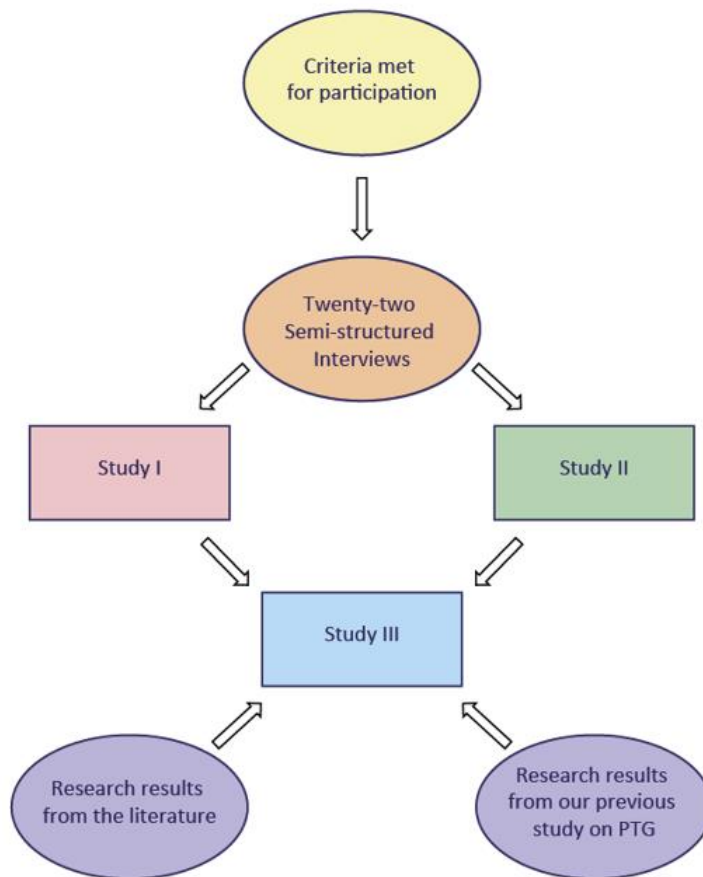 Criteria met
for participation
Twenty-two
Semi-structured
Interviews
Study I
Study II
Study III
Research results
from the literature
Research results
from our previous
study on PTG